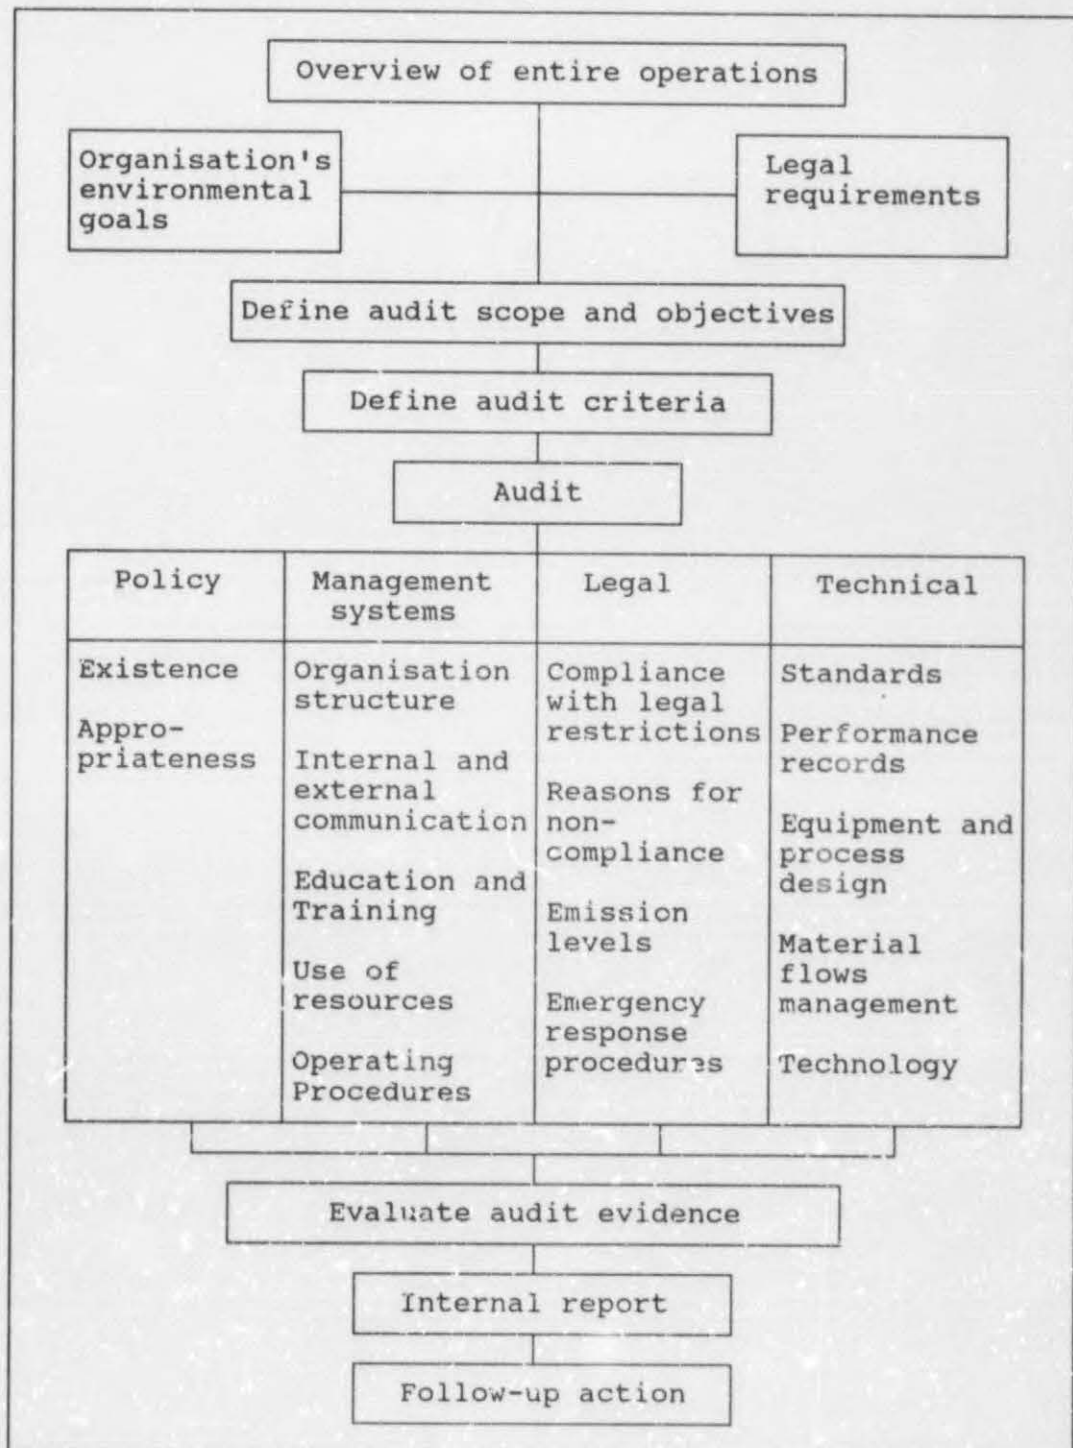 Overview of entire operations
Organisation's
environmental
goals
Legal
requirements
Define audit scope and objectives
Define audit criteria
Audit
Policy
Management
systems
Legal
Technical
Existence
Appro-
priateness
Organisation
structure
Internal and
external
communication
Education and
Training
Use of
resources
Operating
Procedures
Compliance
with legal
restrictions
Reasons for
non-
compliance
Emission
levels
Emergency
response
procedures
Standards
Performance
records
Equipment and
process
design
Material
flows
management
Technology
Evaluate audit evidence
Internal report
Follow-up action